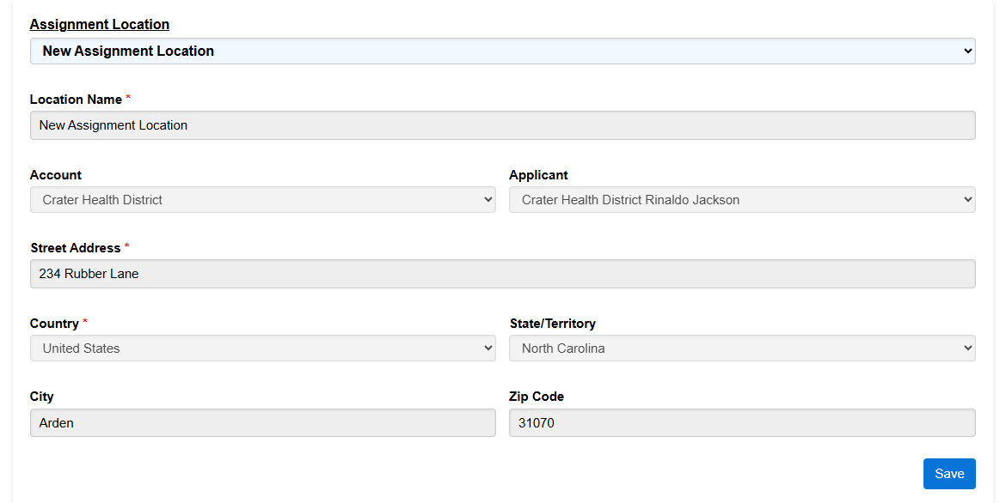 Assignment Location
New Assignment Location
Location Name *
New Assignment Location
Account Applicant
Crater Health District Crater Health District Rinaldo Jackson
Street Address *
234 Rubber Lane
Country * State/Territory
United States North Carolina
City Zip Code
Arden 31070
Save